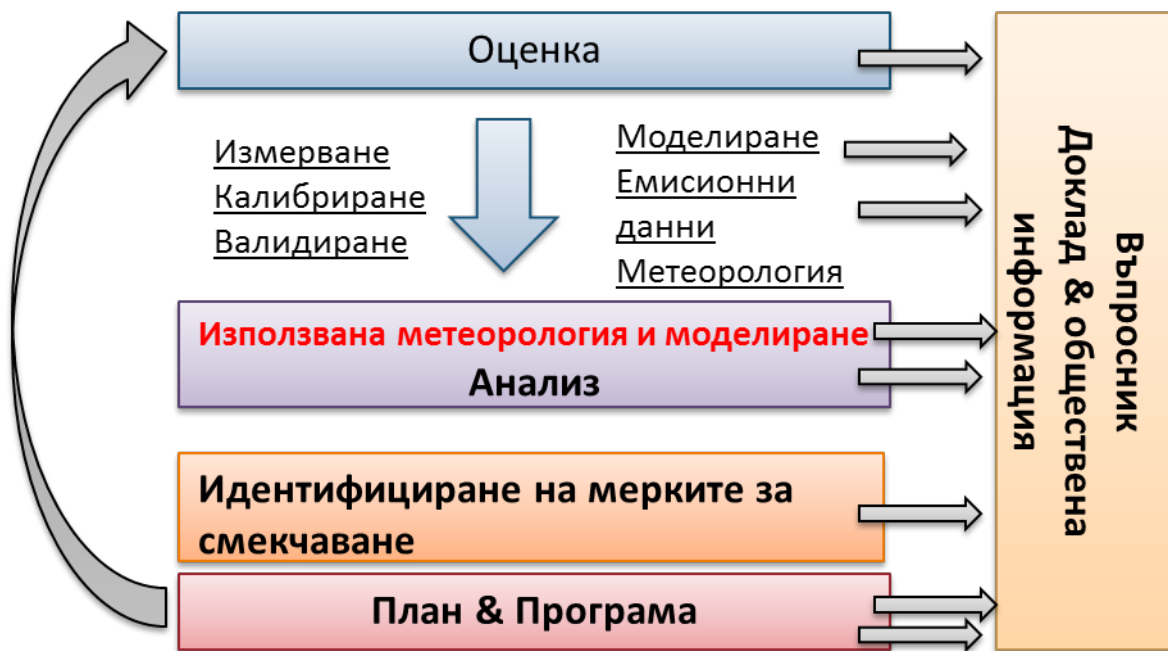 Оценка
Измерване
Калибриране
Валидиране
Моделиране
Емисионни
данни
Метеорология
Използвана метеорология и моделиране
Анализ
Идентифициране на мерките за
смекчаване
План & Програма
Въпросник
Доклад & обществена
информация